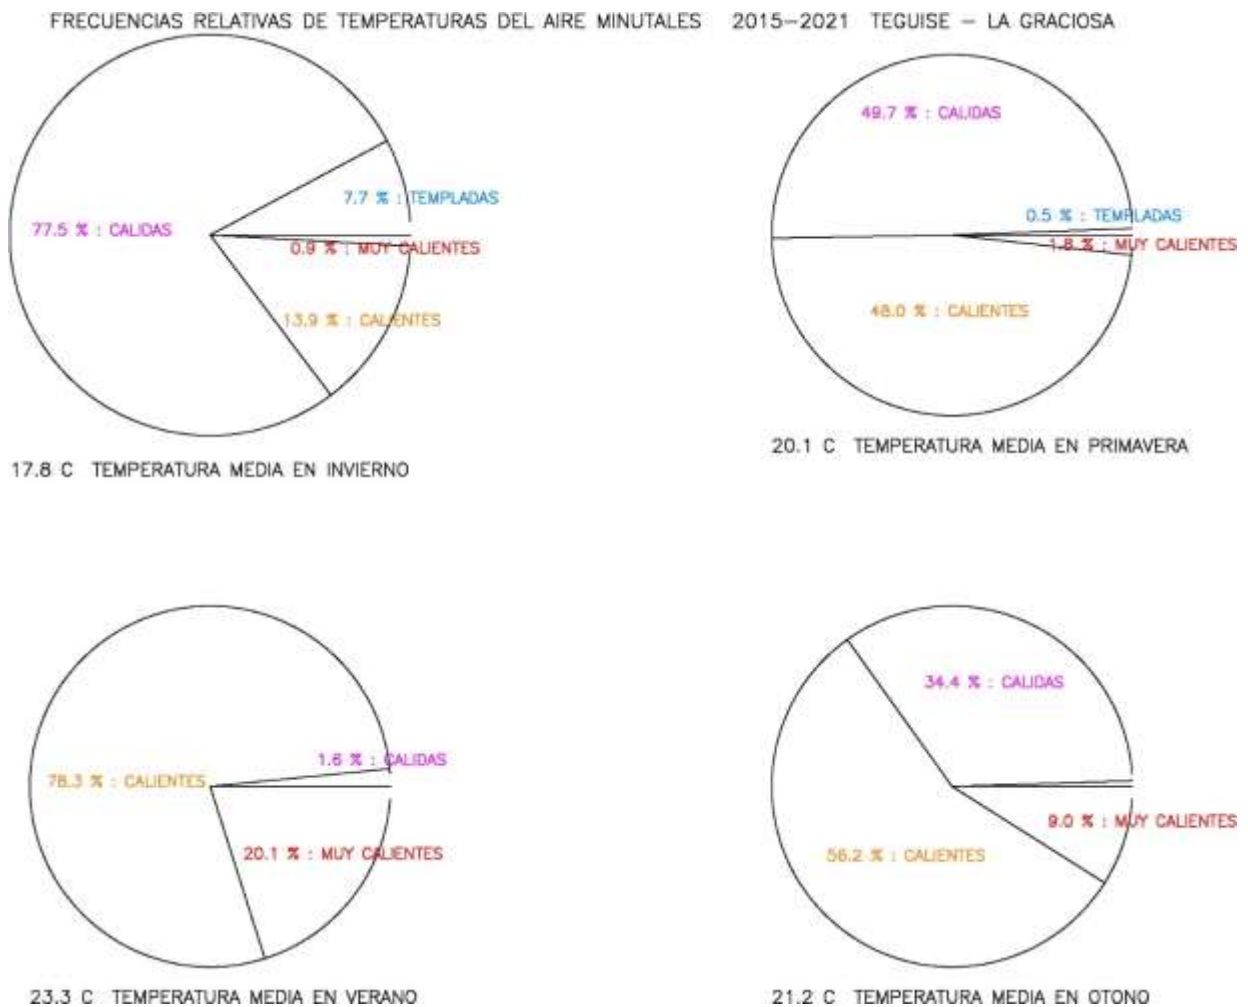 FRECUENCIAS RELATIVAS DE TEMPERATURAS DEL AIRE MINUTALES 2015-2021 TEGUISE - LA GRACIOSA
7.7 % : TEMPLADAS
77.5 % : CALIDAS
0.9 % : MUY CALIENTES
13.9 % : CALIENTES
17.8 C TEMPERATURA MEDIA EN INVIERNO
49.7 % : CALIDAS
0.5 % : TEMPLADAS
1.8 % : MUY CALIENTES
48.0 % : CALIENTES
20.1 C TEMPERATURA MEDIA EN PRIMAVERA
1.6 % : CALIDAS
78.3 % : CALIENTES
20.1 % : MUY CALIENTES
23.3 C TEMPERATURA MEDIA EN VERANO
34.4 % : CALIDAS
9.0 % : MUY CALIENTES
56.2 % : CALIENTES
21.2 C TEMPERATURA MEDIA EN OTONO